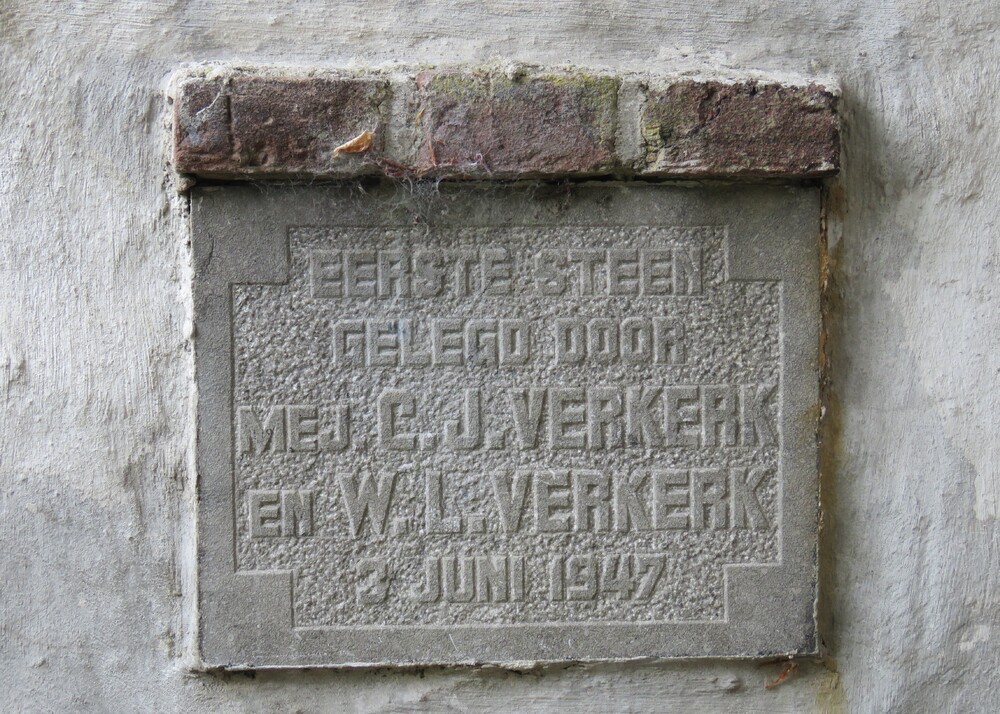 EERSTE STEEN
GELEGD DOOR
MEJ. C. J. VERKERK
EN W. L. VERKERK
3 JUNI 1947